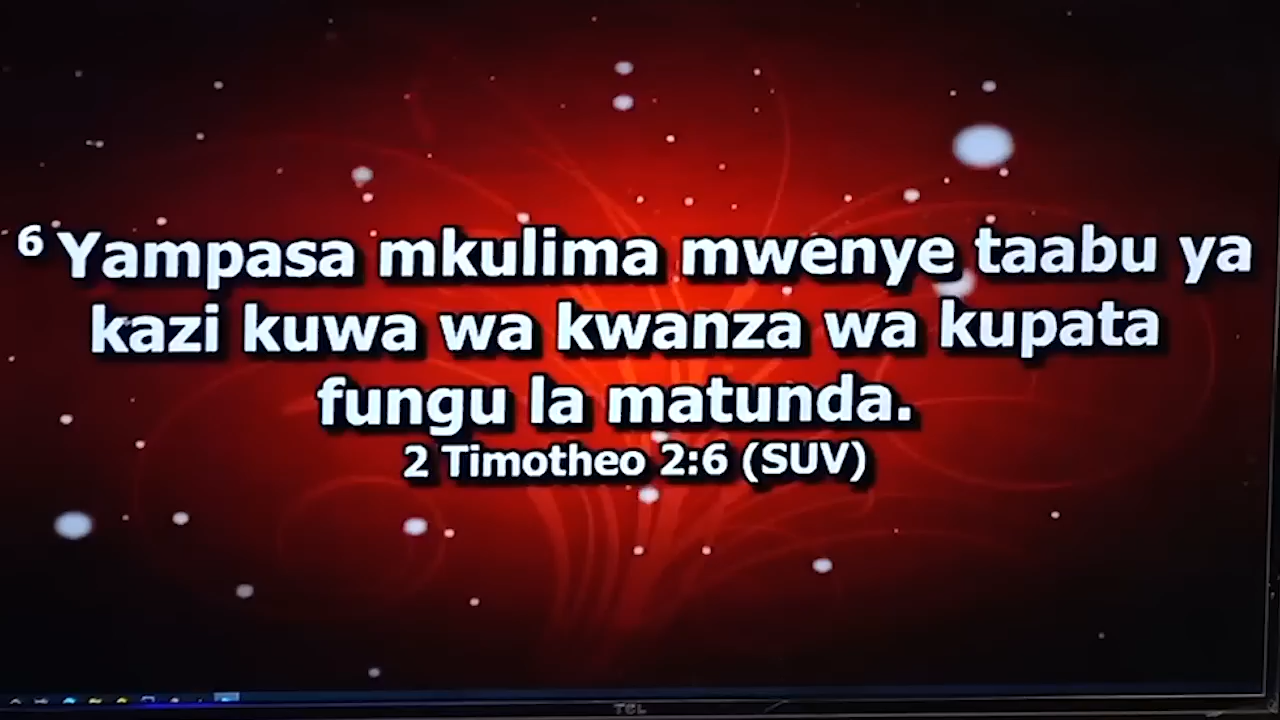 6 Yampasa mkulima mwenye taabu ya
kazi kuwa wa kwanza wa kupata
fungu la matunda.
2 Timotheo 2:6 (SUV)
TCL